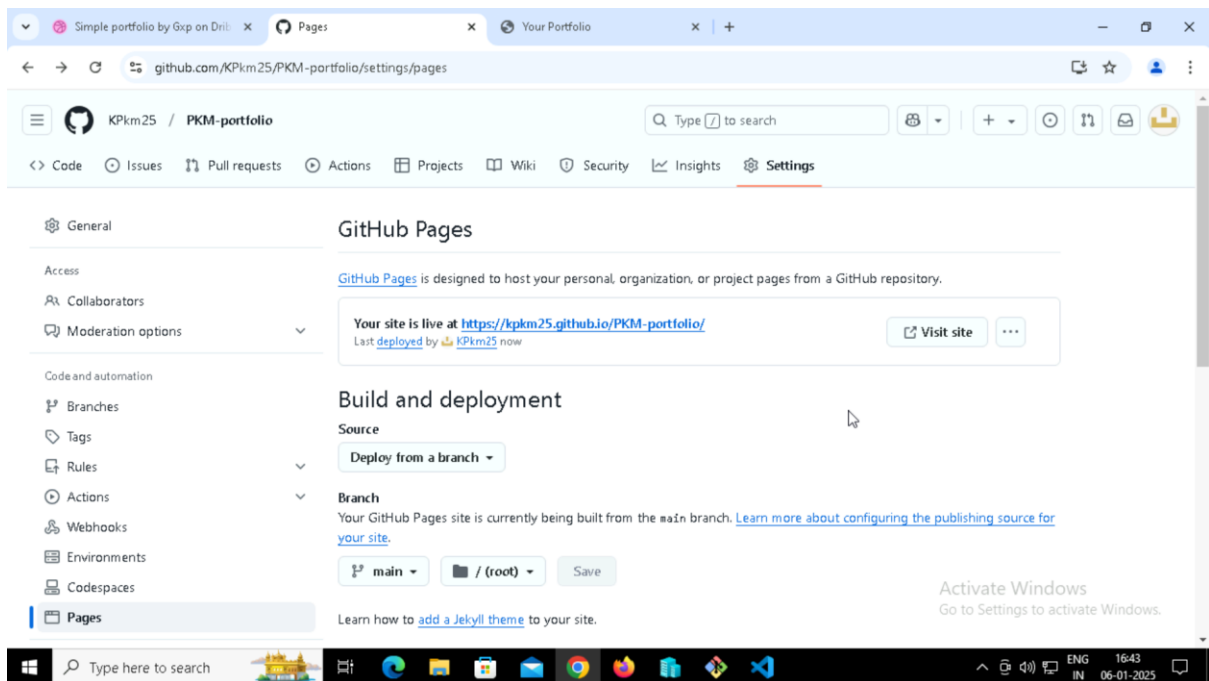 Simple portfolio by Gxp on Drib
Pages
Your Portfolio
github.com/KPkm25/PKM-portfolio/settings/pages
KPkm25 / PKM-portfolio
Type / to search
Code Issues Pull requests Actions Projects Wiki Security Insights Settings
General
Access
Collaborators
Moderation options
Code and automation
Branches
Tags
Rules
Actions
Webhooks
Environments
Codespaces
Pages
GitHub Pages
GitHub Pages is designed to host your personal, organization, or project pages from a GitHub repository.
Your site is live at https://kpkm25.github.io/PKM-portfolio/
Last deployed by KPkm25 now
Visit site
Build and deployment
Source
Deploy from a branch
Branch
Your GitHub Pages site is currently being built from the main branch. Learn more about configuring the publishing source for
your site.
main / (root) Save
Learn how to add a Jekyll theme to your site.
Activate Windows
Go to Settings to activate Windows.
Type here to search
ENG
IN
16:43
06-01-2025